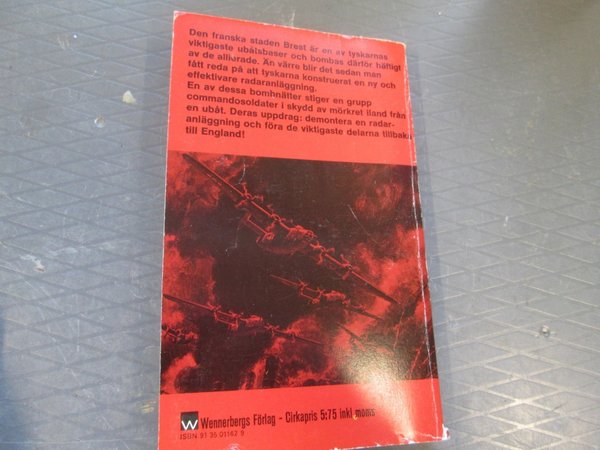 Den franska staden Brest är en av tyskarnas
viktigaste ubåtsbaser och bombas därför häftigt
av de allierade. Än värre blir det sedan man
fått reda på att tyskarna konstruerat en ny och
effektivare radaranläggning.
En av dessa bombnätter stiger en grupp
commandosoldater i skydd av mörkret iland från
en ubåt. Deras uppdrag: demontera en radar-
anläggning och föra de viktigaste delarna tillbaka
till England!
W Wennerbergs Förlag - Cirkapris 5:75 inkl moms
ISBN 91 35 01162 9